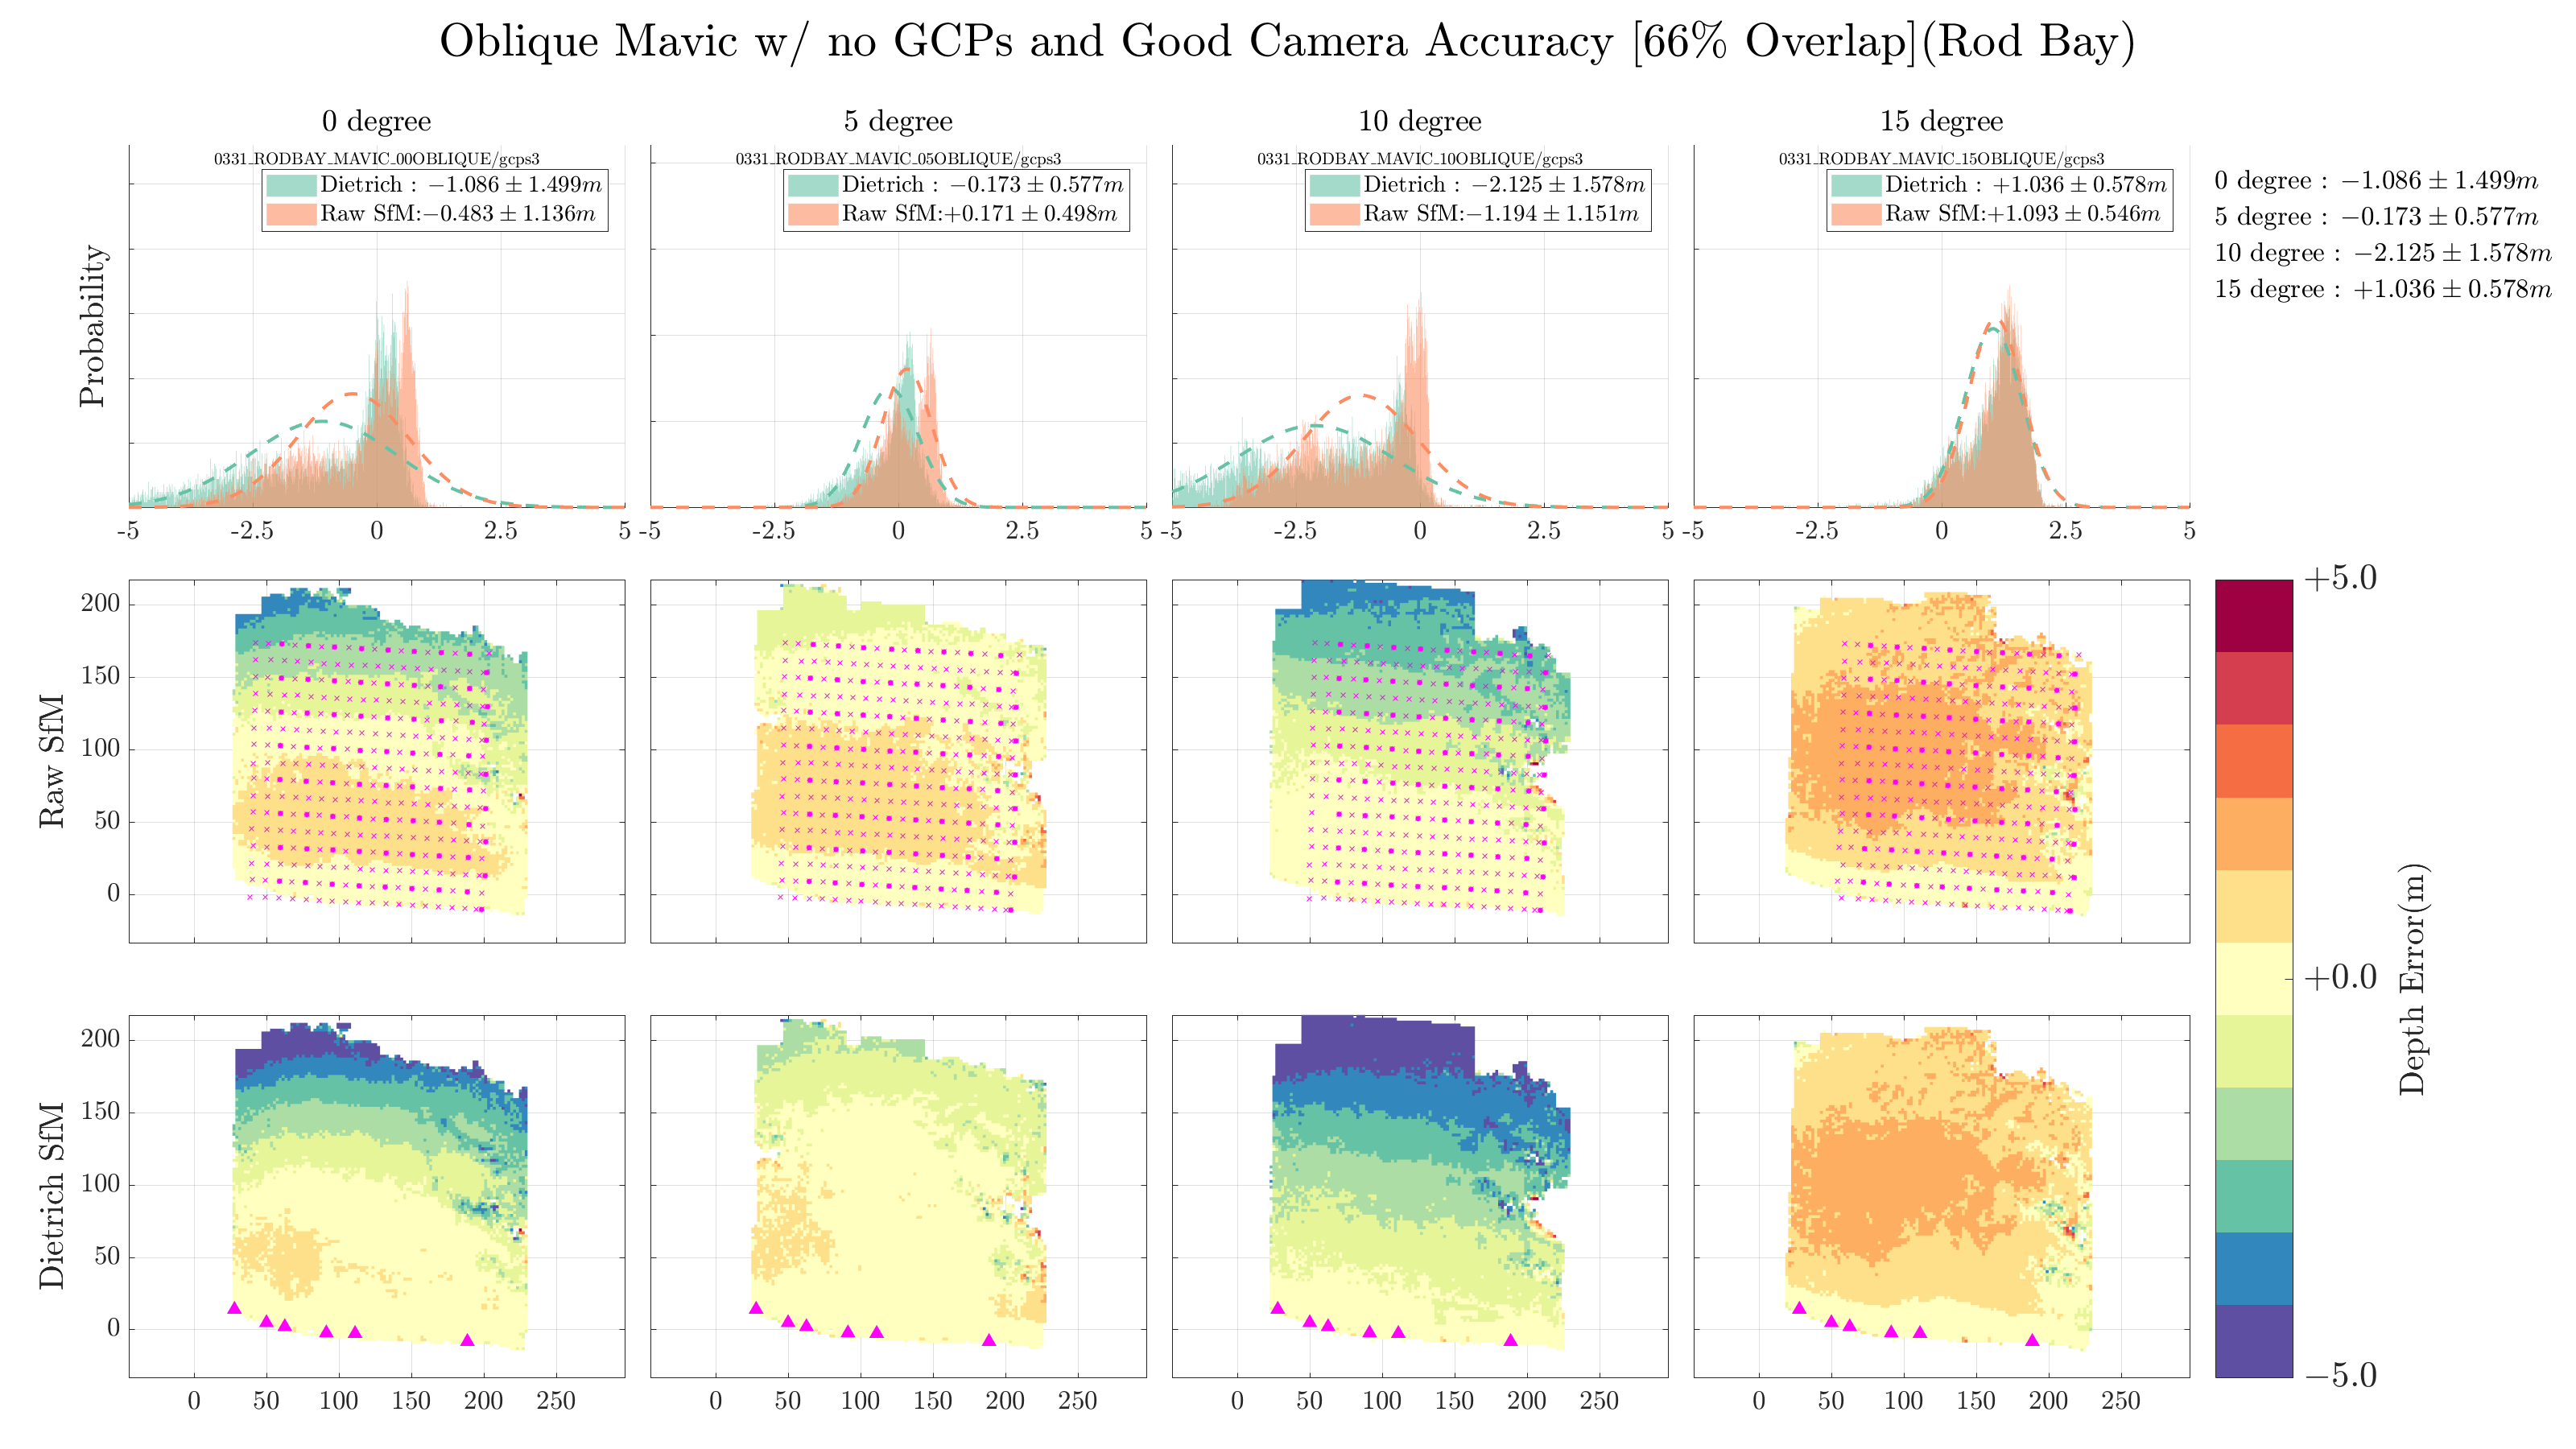 Oblique Mavic w/ no GCPs and Good Camera Accuracy [66% Overlap](Rod Bay)
0 degree
5 degree
10 degree
15 degree
0331_RODBAY_MAVIC_00OBLIQUE/gcps3
Dietrich : −1.086 ± 1.499m
Raw SfM:−0.483 ± 1.136m
0331_RODBAY_MAVIC_05OBLIQUE/gcps3
Dietrich : −0.173 ± 0.577m
Raw SfM:+0.171 ± 0.498m
0331_RODBAY_MAVIC_10OBLIQUE/gcps3
Dietrich : −2.125 ± 1.578m
Raw SfM:−1.194 ± 1.151m
0331_RODBAY_MAVIC_15OBLIQUE/gcps3
Dietrich : +1.036 ± 0.578m
Raw SfM:+1.093 ± 0.546m
0 degree : −1.086 ± 1.499m
5 degree : −0.173 ± 0.577m
10 degree : −2.125 ± 1.578m
15 degree : +1.036 ± 0.578m
Probability
-5 -2.5 0 2.5 5
-5 -2.5 0 2.5 5
-5 -2.5 0 2.5 5
-5 -2.5 0 2.5 5
Raw SfM
200
150
100
50
0
Dietrich SfM
200
150
100
50
0
0 50 100 150 200 250
0 50 100 150 200 250
0 50 100 150 200 250
0 50 100 150 200 250
+5.0
+0.0
−5.0
Depth Error(m)